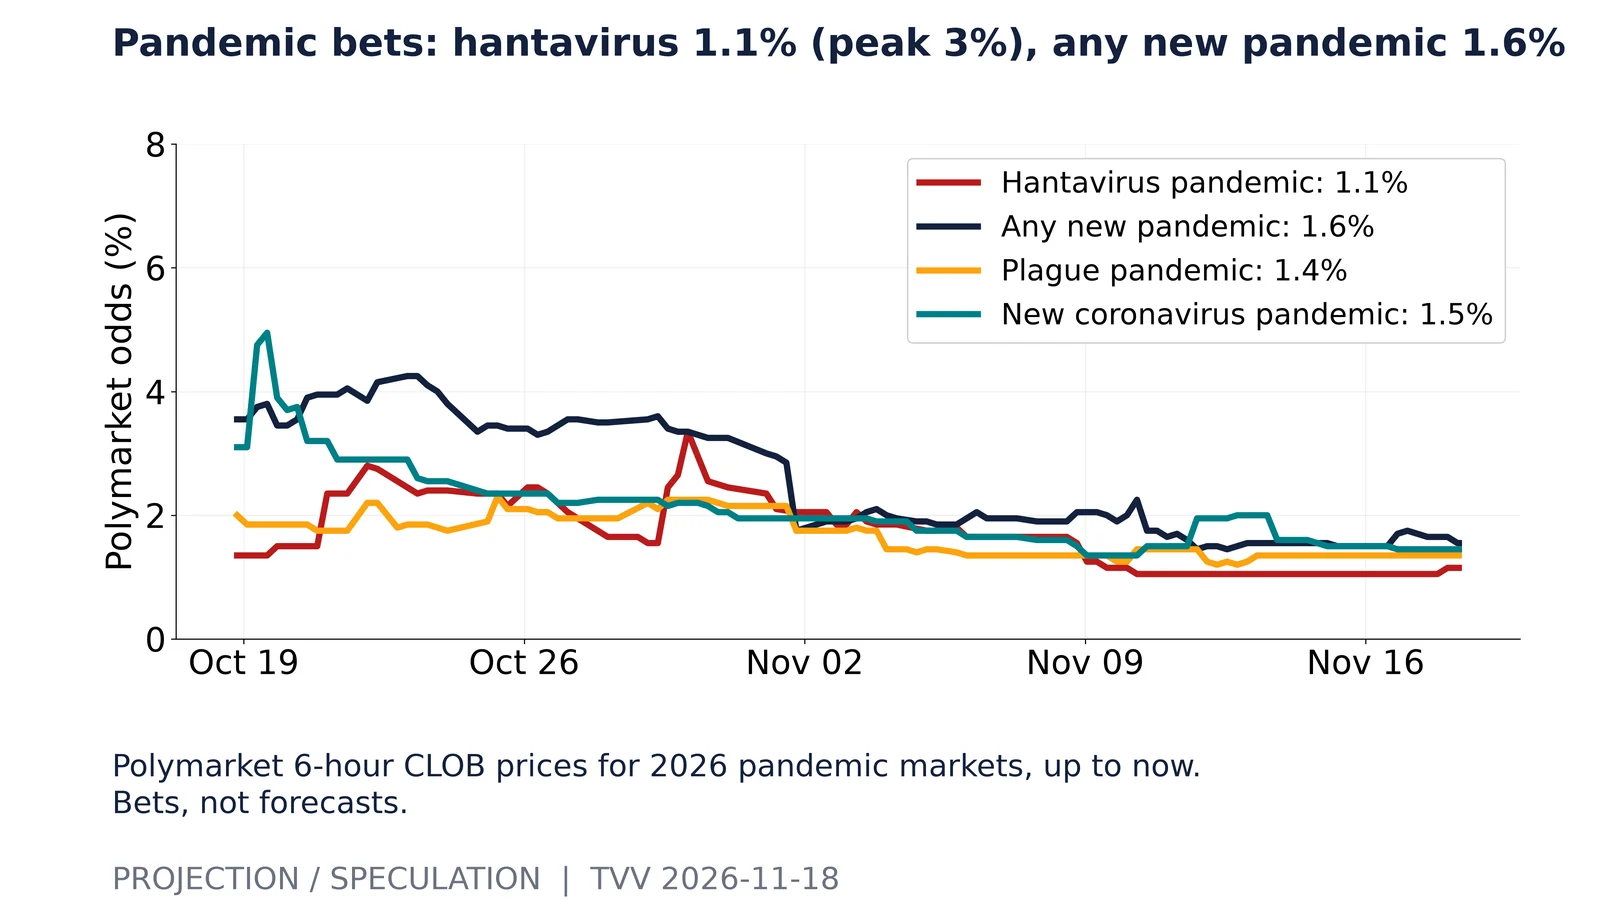 Pandemic bets: hantavirus 1.1% (peak 3%), any new pandemic 1.6%
8
6
4
2
0
Polymarket odds (%)
Hantavirus pandemic: 1.1%
Any new pandemic: 1.6%
Plague pandemic: 1.4%
New coronavirus pandemic: 1.5%
Oct 19
Oct 26
Nov 02
Nov 09
Nov 16
Polymarket 6-hour CLOB prices for 2026 pandemic markets, up to now.
Bets, not forecasts.
PROJECTION / SPECULATION | TVV 2026-11-18